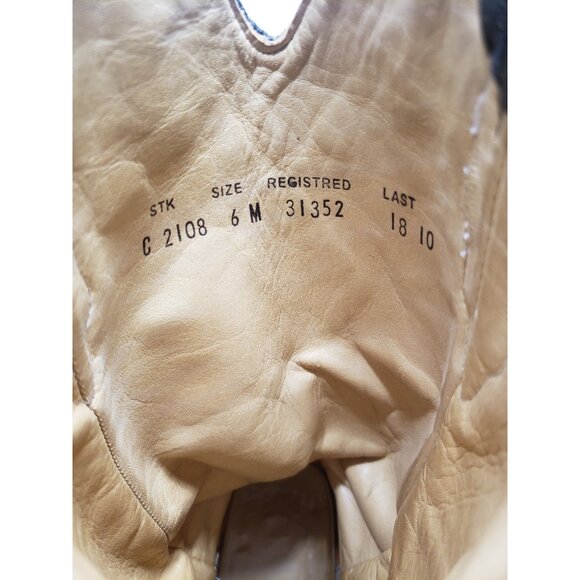 STK SIZE REGISTRED LAST
C 2108 6 M 31352 18 10